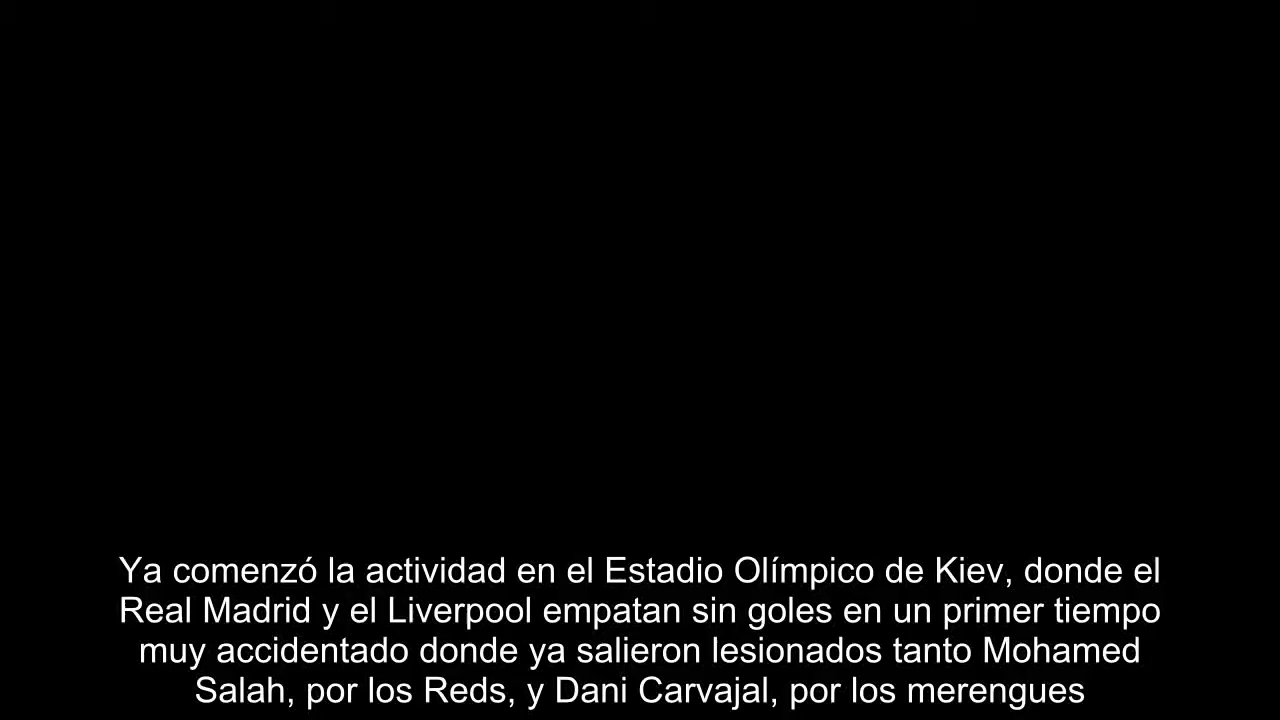 Ya comenzó la actividad en el Estadio Olímpico de Kiev, donde el
Real Madrid y el Liverpool empatan sin goles en un primer tiempo
muy accidentado donde ya salieron lesionados tanto Mohamed
Salah, por los Reds, y Dani Carvajal, por los merengues